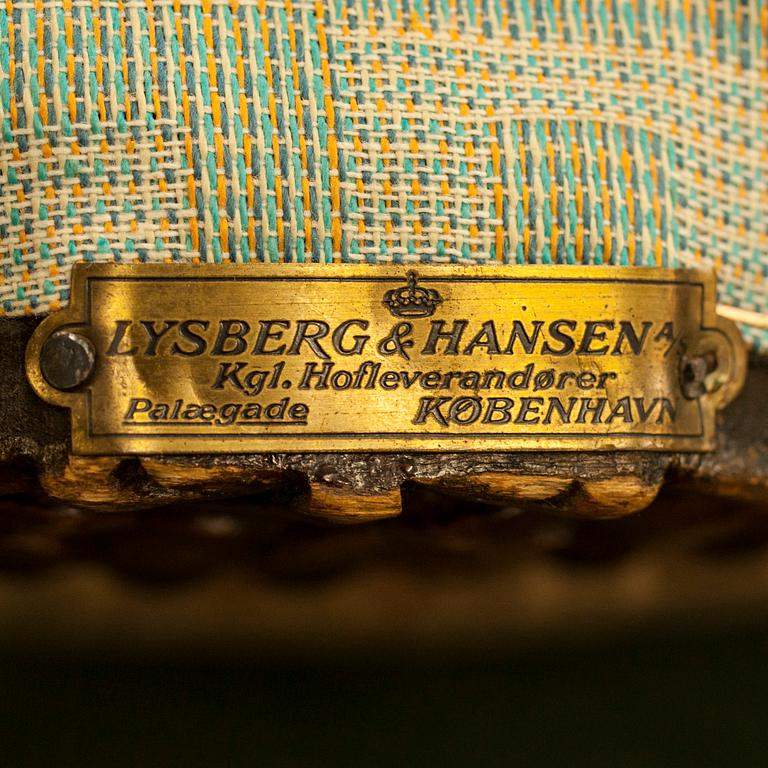 LYSBERG & HANSEN A/
Kgl. Hofleverandører
Palægade KØBENHAVN